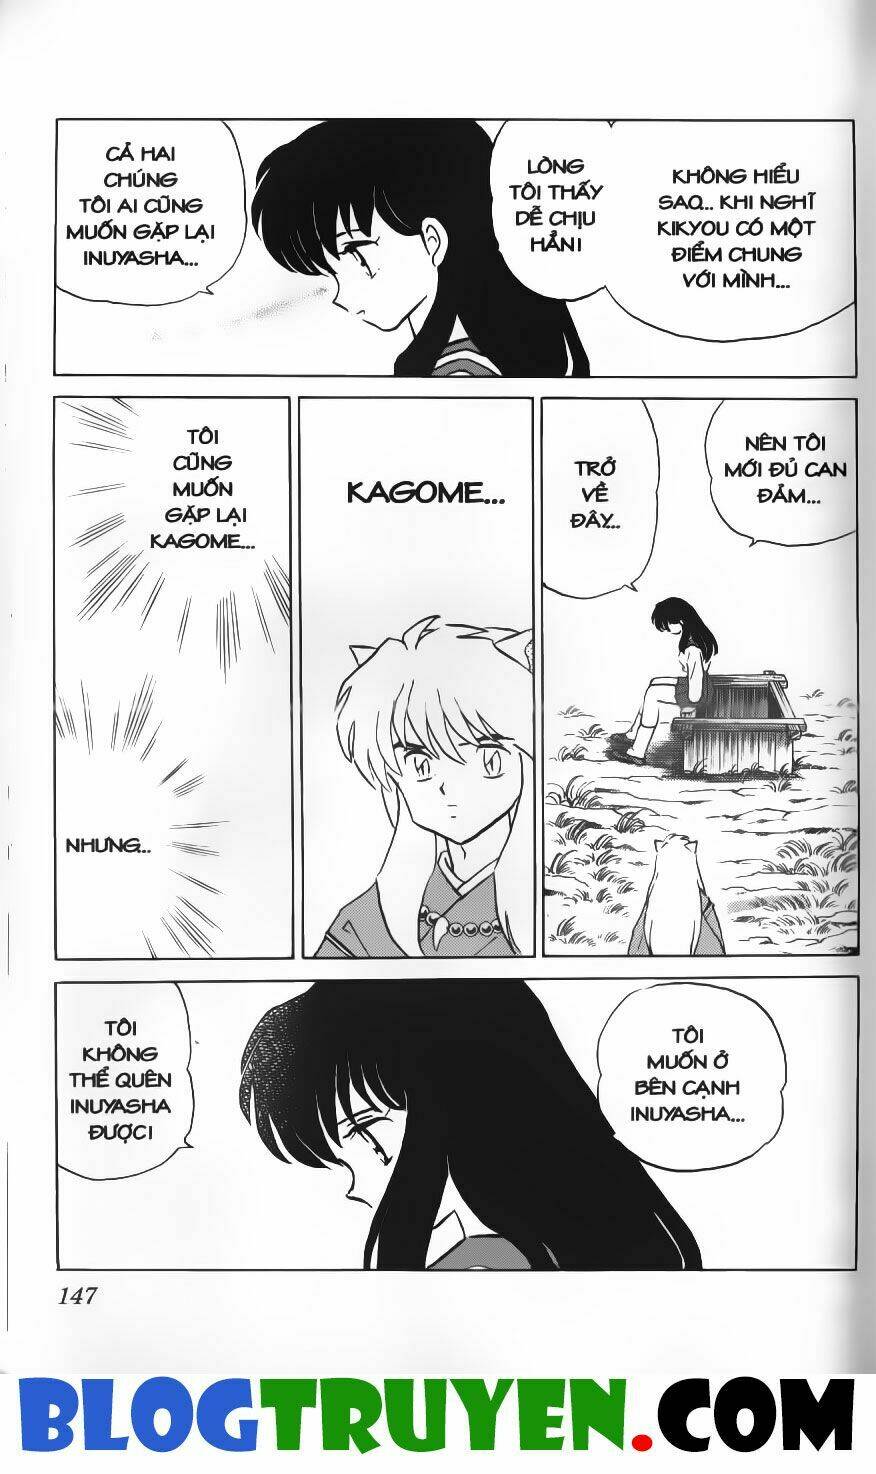 KHÔNG HIỂU
SAO... KHI NGHĨ
KIKYOU CÓ MỘT
ĐIỂM CHUNG
VỚI MÌNH...
LÒNG
TÔI THẤY
DỄ CHỊU
HẲN!
CẢ HAI
CHÚNG
TÔI AI CŨNG
MUỐN GẶP LẠI
INUYASHA...
NÊN TÔI
MỚI ĐỦ CAN
ĐẢM...
TRỞ
VỀ
ĐÂY...
KAGOME...
TÔI
CŨNG
MUỐN
GẶP LẠI
KAGOME...
NHƯNG...
TÔI
MUỐN Ở
BÊN CẠNH
INUYASHA...
TÔI
KHÔNG
THỂ QUÊN
INUYASHA
ĐƯỢC!
147
BLOGTRUYEN.COM